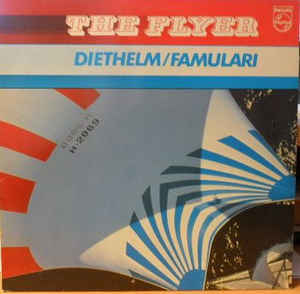 THE FLYER
PHILIPS
DIETHELM/FAMULARI